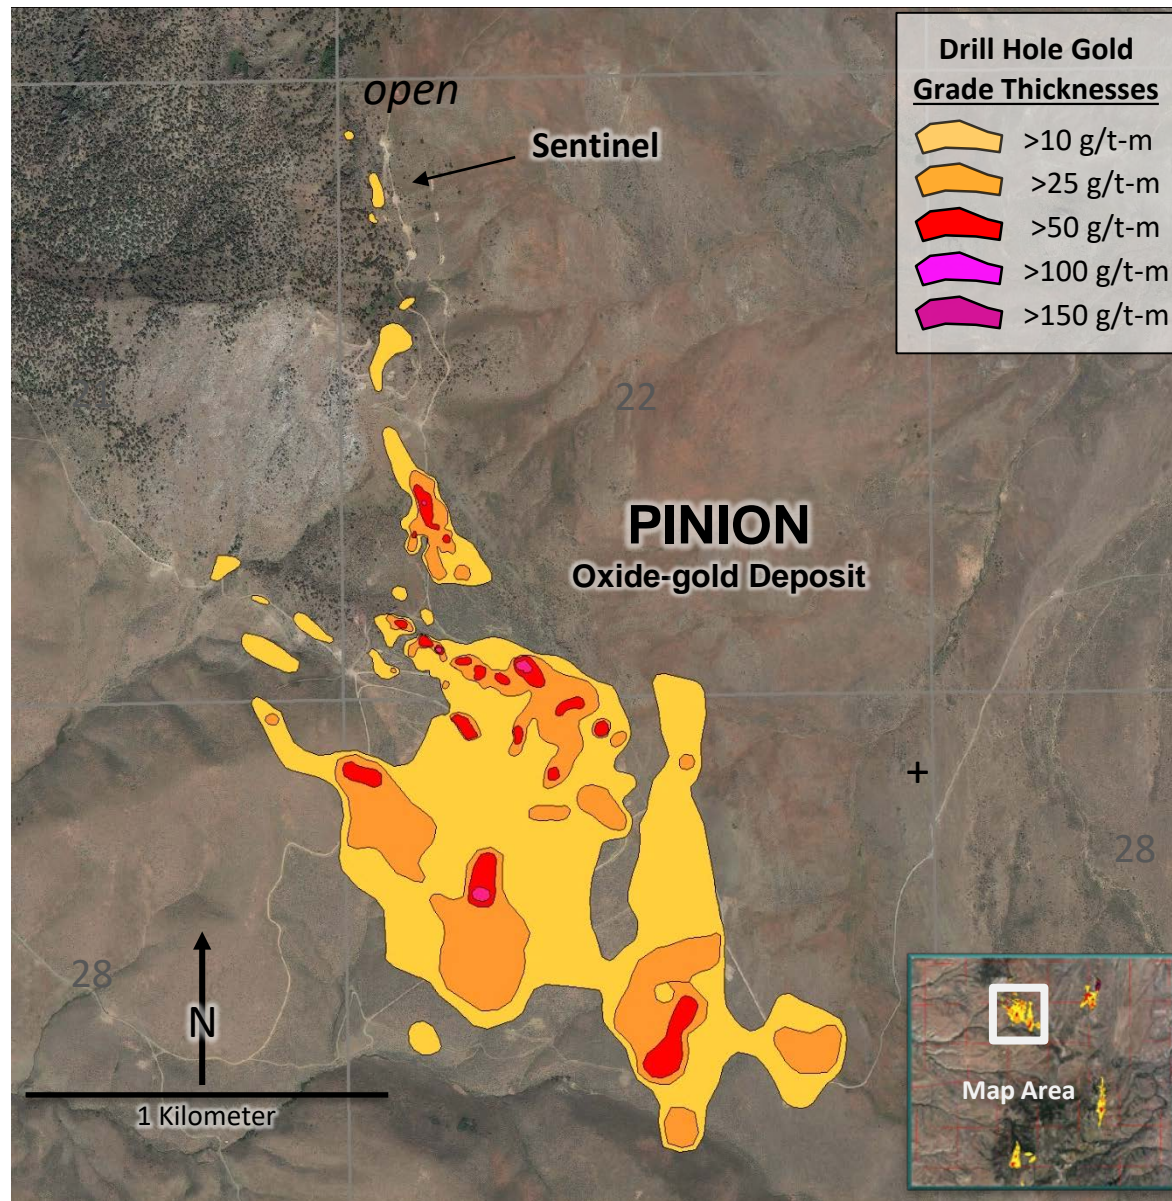 open
Sentinel
Drill Hole Gold
Grade Thicknesses
>10 g/t-m
>25 g/t-m
>50 g/t-m
>100 g/t-m
>150 g/t-m
22
PINION
Oxide-gold Deposit
28
28
N
1 Kilometer
Map Area